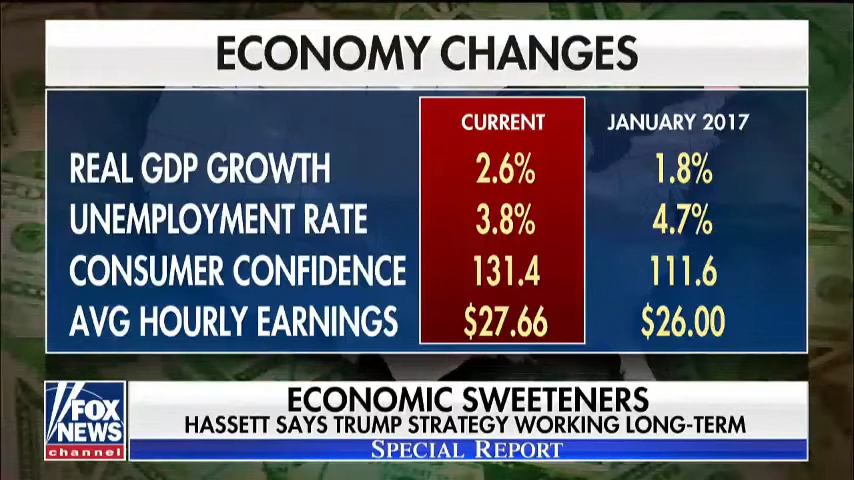 ECONOMY CHANGES
CURRENT JANUARY 2017
REAL GDP GROWTH 2.6% 1.8%
UNEMPLOYMENT RATE 3.8% 4.7%
CONSUMER CONFIDENCE 131.4 111.6
AVG HOURLY EARNINGS $27.66 $26.00
FOX
NEWS
channel
ECONOMIC SWEETENERS
HASSETT SAYS TRUMP STRATEGY WORKING LONG-TERM
SPECIAL REPORT